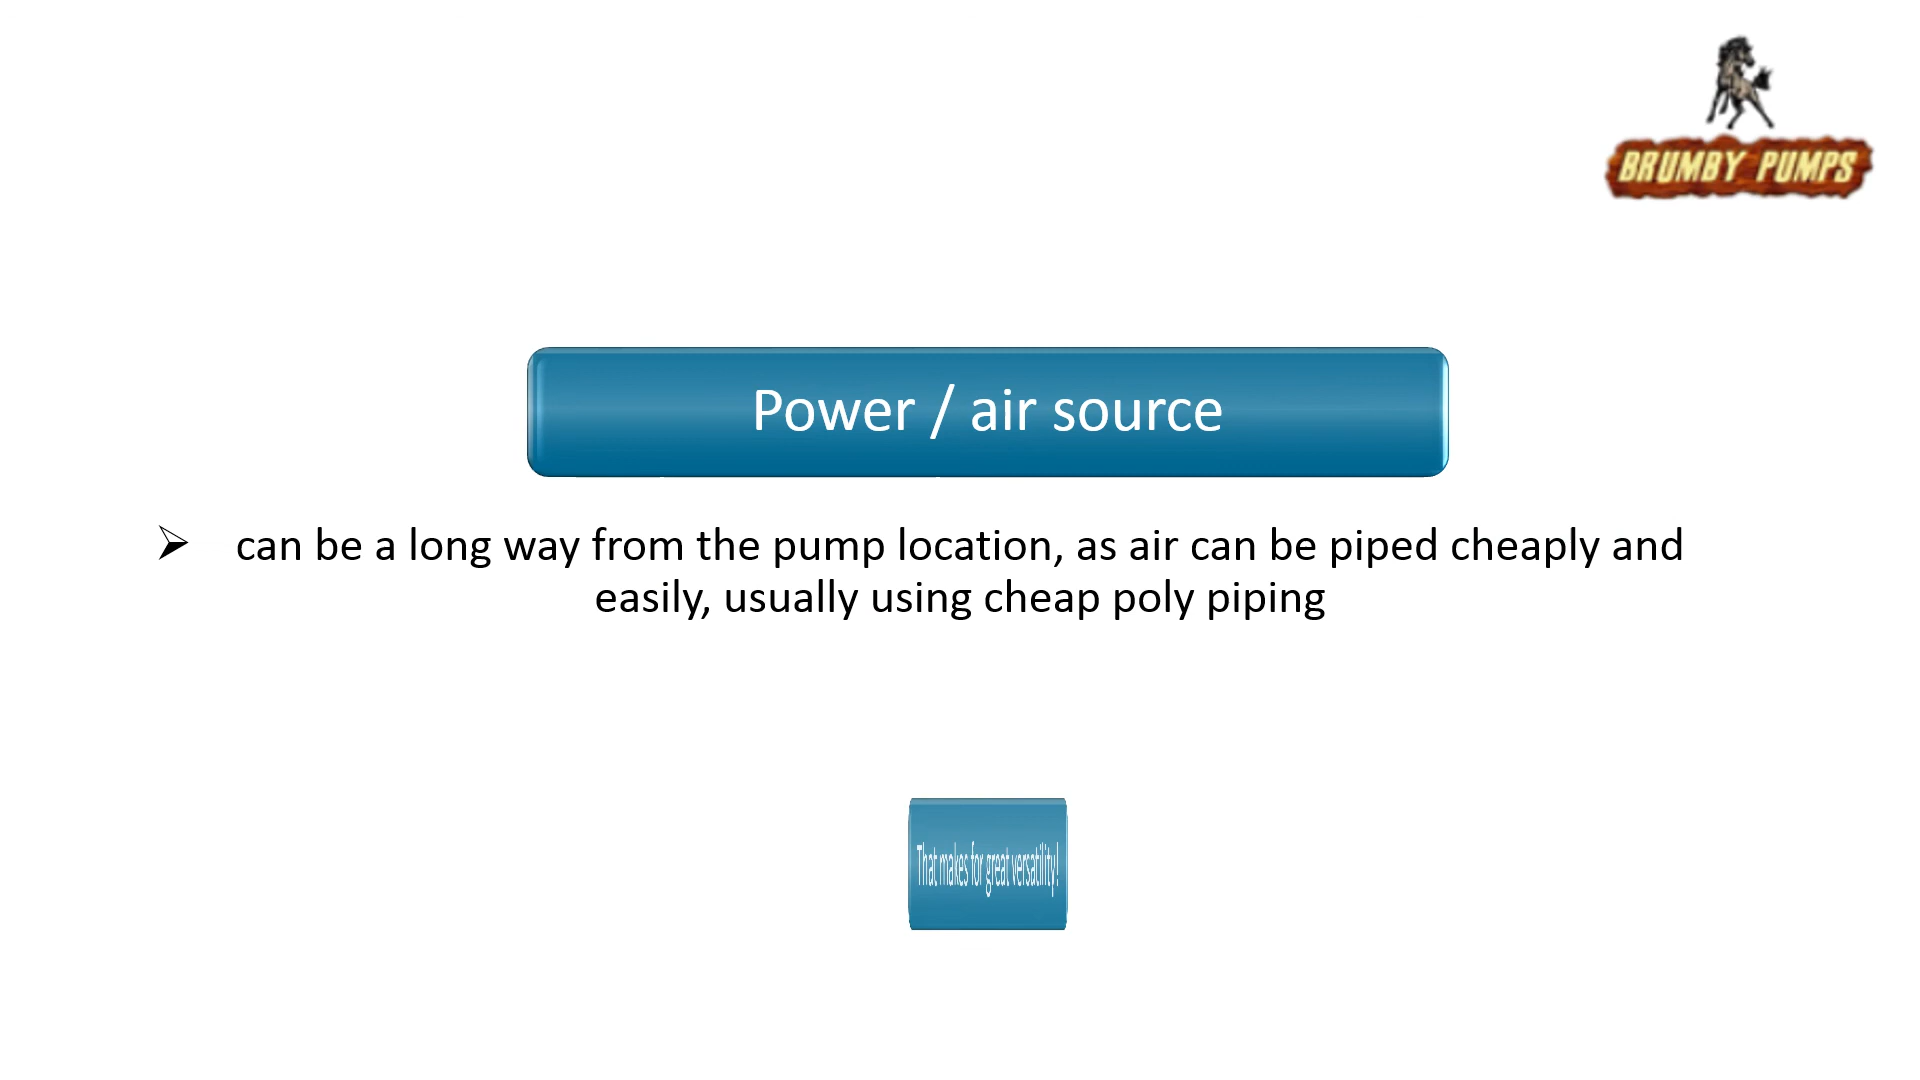 BRUMBY PUMPS
Power / air source
➢ can be a long way from the pump location, as air can be piped cheaply and
easily, usually using cheap poly piping
That makes for great versatility!